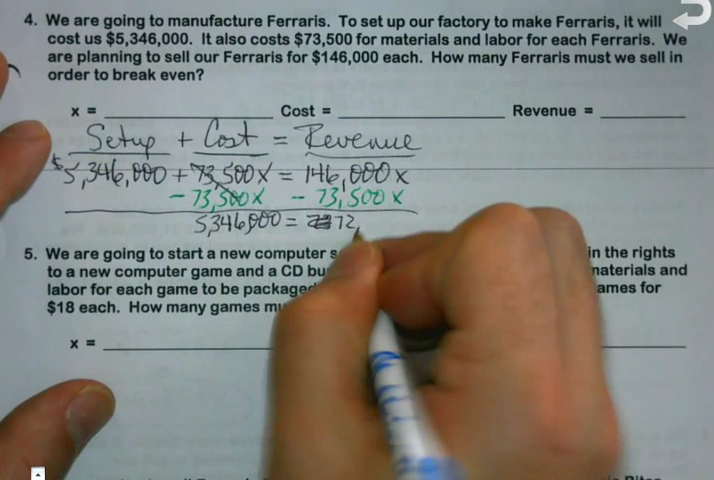 4. We are going to manufacture Ferraris. To set up our factory to make Ferraris, it will
cost us $5,346,000. It also costs $73,500 for materials and labor for each Ferraris. We
are planning to sell our Ferraris for $146,000 each. How many Ferraris must we sell in
order to break even?
x = Cost = Revenue =
Setup + Cost = Revenue
$5,346,000 + 73,500x = 146,000x
- 73,500x - 73,500x
5,346,000 = 72,
5. We are going to start a new computer in the rights
to a new computer game and a CD materials and
labor for each game to be packaged ames for
$18 each. How many games
x =